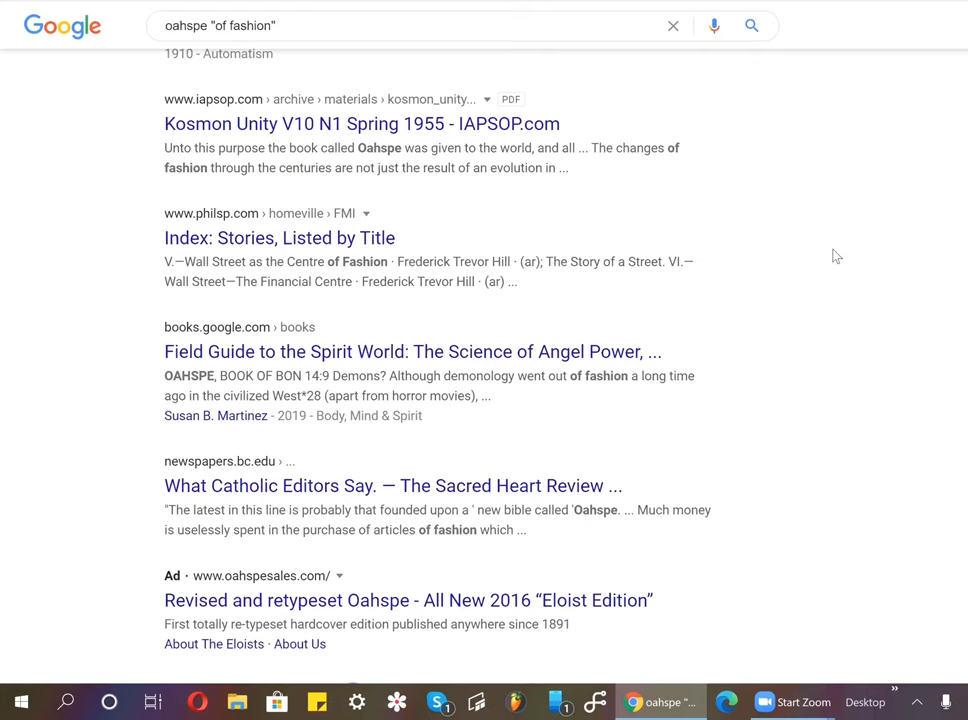 Google
oahspe "of fashion"
1910 - Automatism
www.iapsop.com › archive › materials › kosmon_unity... PDF
Kosmon Unity V10 N1 Spring 1955 - IAPSOP.com
Unto this purpose the book called Oahspe was given to the world, and all ... The changes of
fashion through the centuries are not just the result of an evolution in ...
www.philsp.com › homeville › FMI
Index: Stories, Listed by Title
V.—Wall Street as the Centre of Fashion · Frederick Trevor Hill · (ar); The Story of a Street. VI.—
Wall Street—The Financial Centre · Frederick Trevor Hill · (ar) ...
books.google.com › books
Field Guide to the Spirit World: The Science of Angel Power, ...
OAHSPE, BOOK OF BON 14:9 Demons? Although demonology went out of fashion a long time
ago in the civilized West*28 (apart from horror movies), ...
Susan B. Martinez - 2019 - Body, Mind & Spirit
newspapers.bc.edu › ...
What Catholic Editors Say. — The Sacred Heart Review ...
"The latest in this line is probably that founded upon a ' new bible called 'Oahspe. ... Much money
is uselessly spent in the purchase of articles of fashion which ...
Ad · www.oahspesales.com/
Revised and retypeset Oahspe - All New 2016 “Eloist Edition”
First totally re-typeset hardcover edition published anywhere since 1891
About The Eloists · About Us
1 1 oahspe "... Start Zoom Desktop »